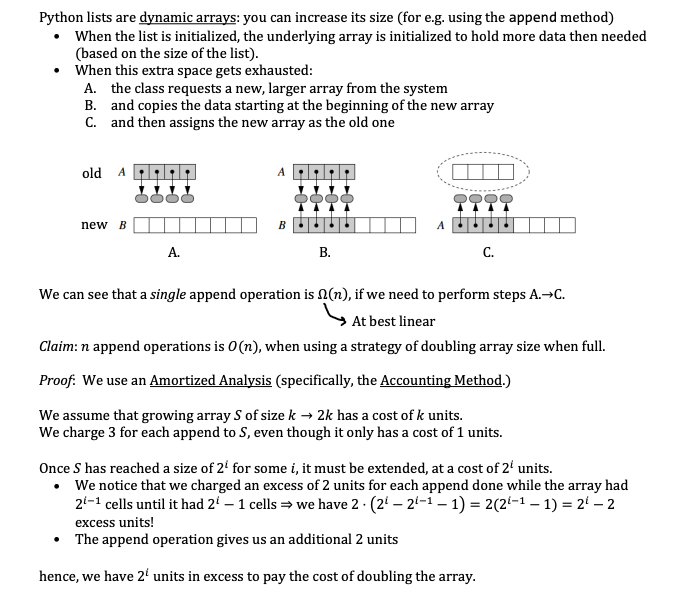 Python lists are dynamic arrays: you can increase its size (for e.g. using the append method)
• When the list is initialized, the underlying array is initialized to hold more data then needed
(based on the size of the list).
• When this extra space gets exhausted:
A. the class requests a new, larger array from the system
B. and copies the data starting at the beginning of the new array
C. and then assigns the new array as the old one
old A A
new B B A
A. B. C.
We can see that a single append operation is Ω(n), if we need to perform steps A.→C.
At best linear
Claim: n append operations is O(n), when using a strategy of doubling array size when full.
Proof: We use an Amortized Analysis (specifically, the Accounting Method.)
We assume that growing array S of size k → 2k has a cost of k units.
We charge 3 for each append to S, even though it only has a cost of 1 units.
Once S has reached a size of 2^i for some i, it must be extended, at a cost of 2^i units.
• We notice that we charged an excess of 2 units for each append done while the array had
2^{i−1} cells until it had 2^i − 1 cells ⇒ we have 2 · (2^i − 2^{i−1} − 1) = 2(2^{i−1} − 1) = 2^i − 2
excess units!
• The append operation gives us an additional 2 units
hence, we have 2^i units in excess to pay the cost of doubling the array.